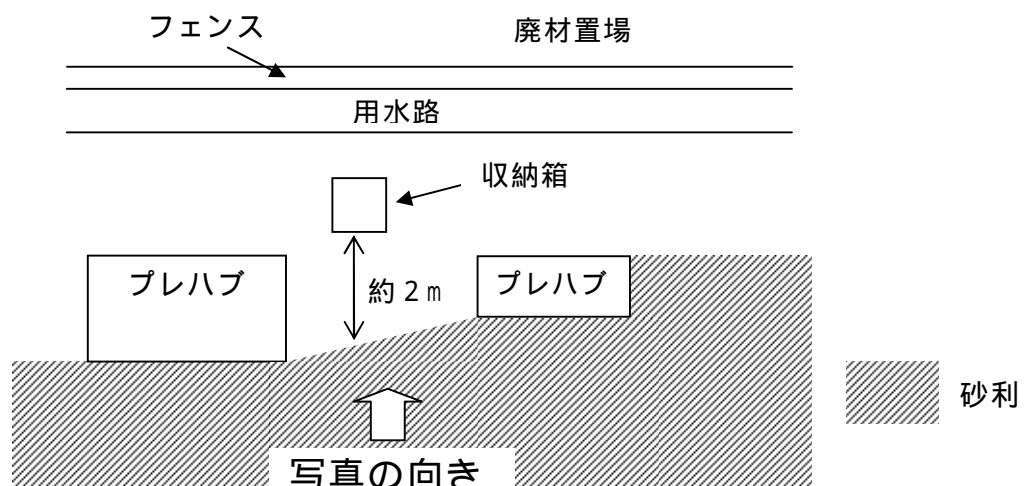 フェンス
廃材置場
用水路
収納箱
プレハブ
プレハブ
約2m
砂利
写真の向き